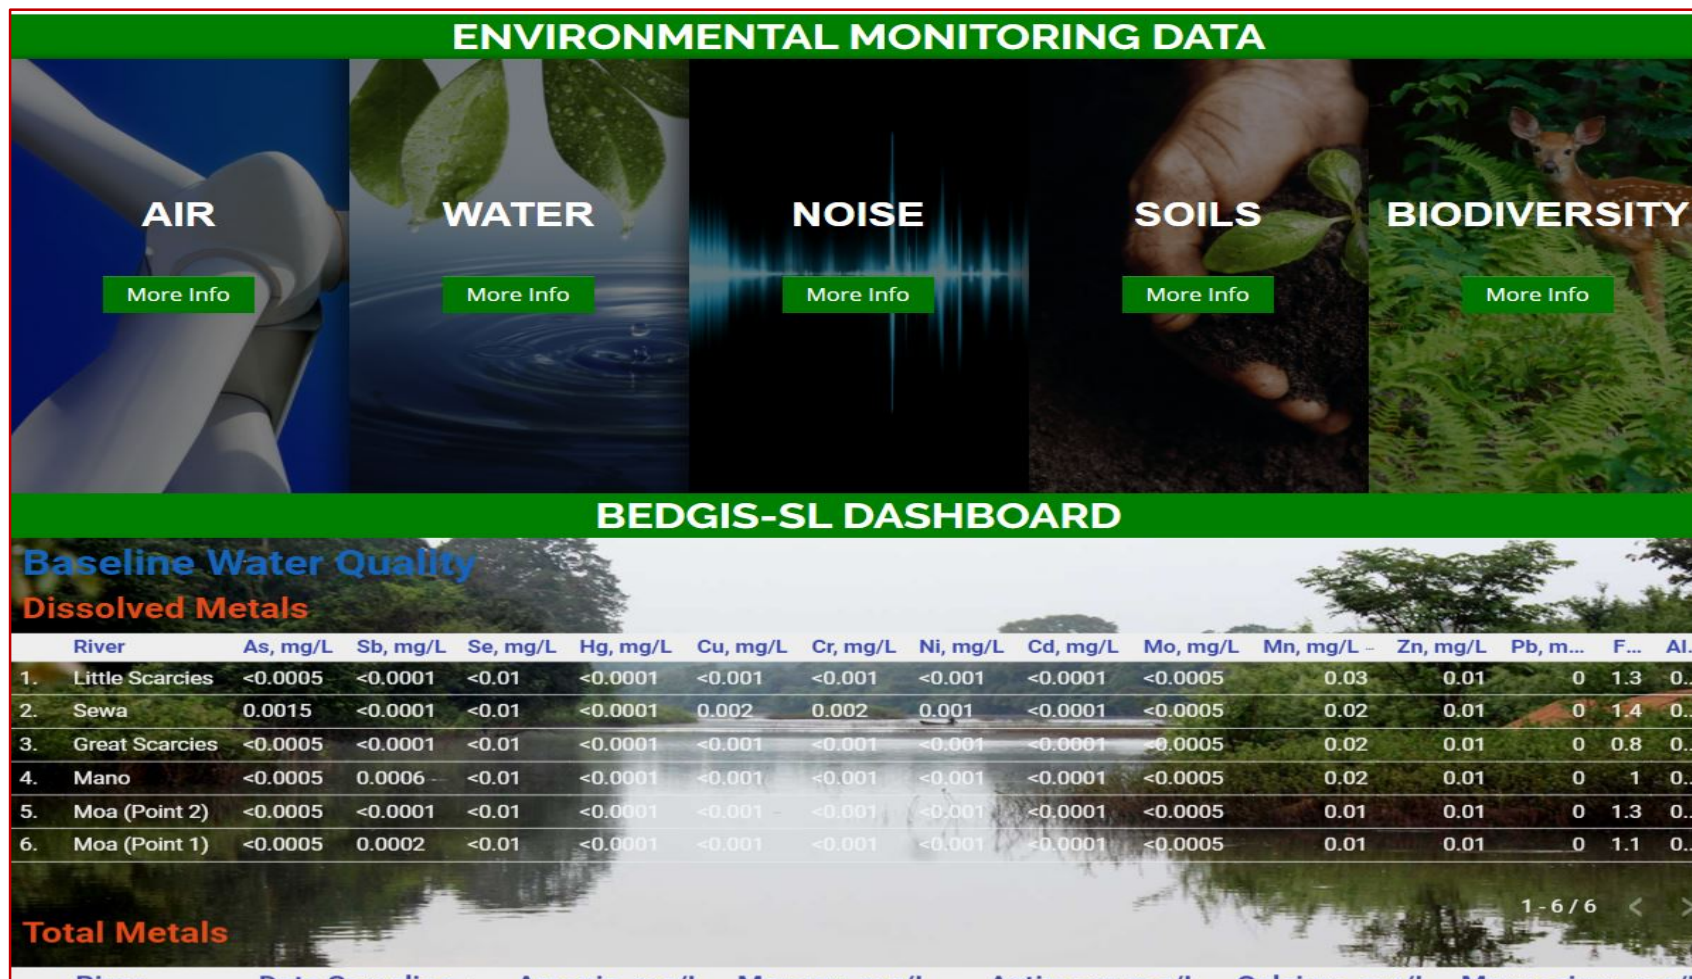 ENVIRONMENTAL MONITORING DATA
AIR WATER NOISE SOILS BIODIVERSITY
More Info More Info More Info More Info More Info
BEDGIS-SL DASHBOARD
Baseline Water Quality
Dissolved Metals
River As, mg/L Sb, mg/L Se, mg/L Hg, mg/L Cu, mg/L Cr, mg/L Ni, mg/L Cd, mg/L Mo, mg/L Mn, mg/L Zn, mg/L Pb, m... F... Al.
1. Little Scarcies <0.0005 <0.0001 <0.01 <0.0001 <0.001 <0.001 <0.001 <0.0001 <0.0005 0.03 0.01 0 1.3 0..
2. Sewa 0.0015 <0.0001 <0.01 <0.0001 0.002 0.002 0.001 <0.0001 <0.0005 0.02 0.01 0 1.4 0..
3. Great Scarcies <0.0005 <0.0001 <0.01 <0.0001 <0.001 <0.001 <0.001 <0.0001 <0.0005 0.02 0.01 0 0.8 0..
4. Mano <0.0005 0.0006 <0.01 <0.0001 <0.001 <0.001 <0.001 <0.0001 <0.0005 0.02 0.01 0 1 0..
5. Moa (Point 2) <0.0005 <0.0001 <0.01 <0.0001 <0.001 <0.001 <0.001 <0.0001 <0.0005 0.01 0.01 0 1.3 0..
6. Moa (Point 1) <0.0005 0.0002 <0.01 <0.0001 <0.001 <0.001 <0.001 <0.0001 <0.0005 0.01 0.01 0 1.1 0..
1 - 6 / 6 < >
Total Metals